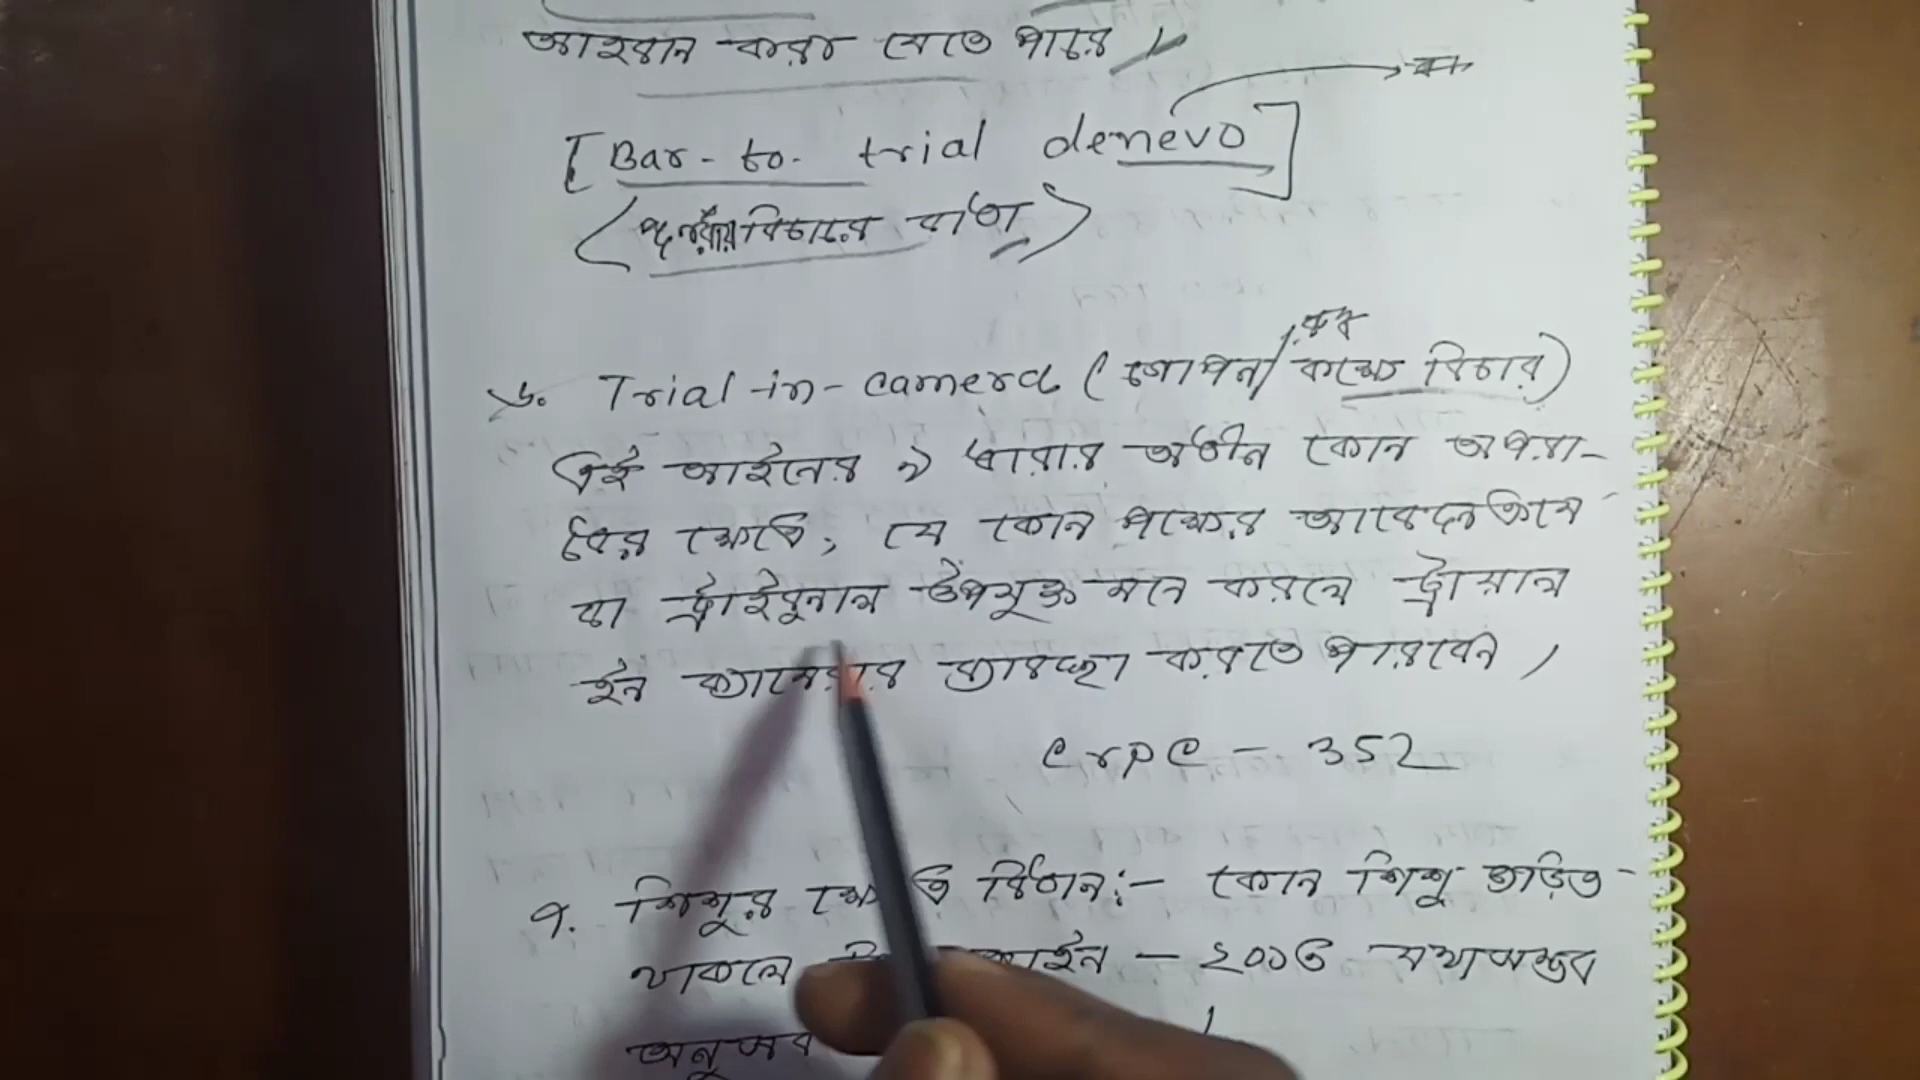 আহবান করা যেতে পারে।
[Bar-to-trial denevo] → না
(পুনরায় বিচারের বাধা)
রুদ্ধ
৬. Trial-in-camera (গোপন/কক্ষে বিচার)
এই আইনের ৯ ধারার অধীন কোন অপরা-
ধের ক্ষেত্রে, যে কোন পক্ষের আবেদনক্রমে
বা ট্রাইবুনাল উপযুক্ত মনে করলে ট্রায়াল
ইন ক্যামেরার ব্যবস্থা করতে পারবেন।
CrPC - 352
৭. শিশুর ক্ষেত্রে বিধান:- কোন শিশু জড়িত
থাকলে আইন - ২০১৩ যথাসম্ভব
অনুসর